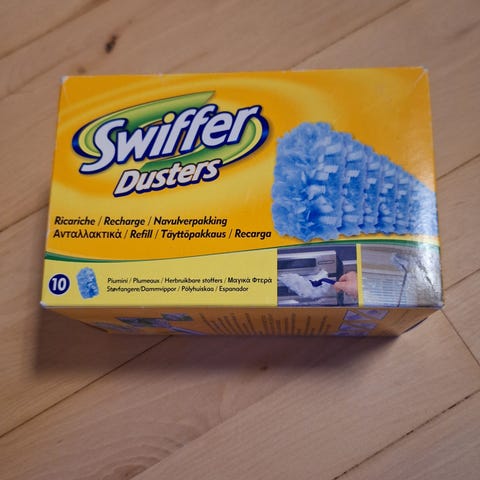 Swiffer
Dusters
Ricariche / Recharge / Navulverpakking
Ανταλλακτικά / Refill / Täyttöpakkaus / Recarga
10
Piumini / Plumeaux / Herbruikbare stoffers / Μαγικά Φτερά
Støvfangere/Dammvippor / Pölyhuiskaa / Espanador